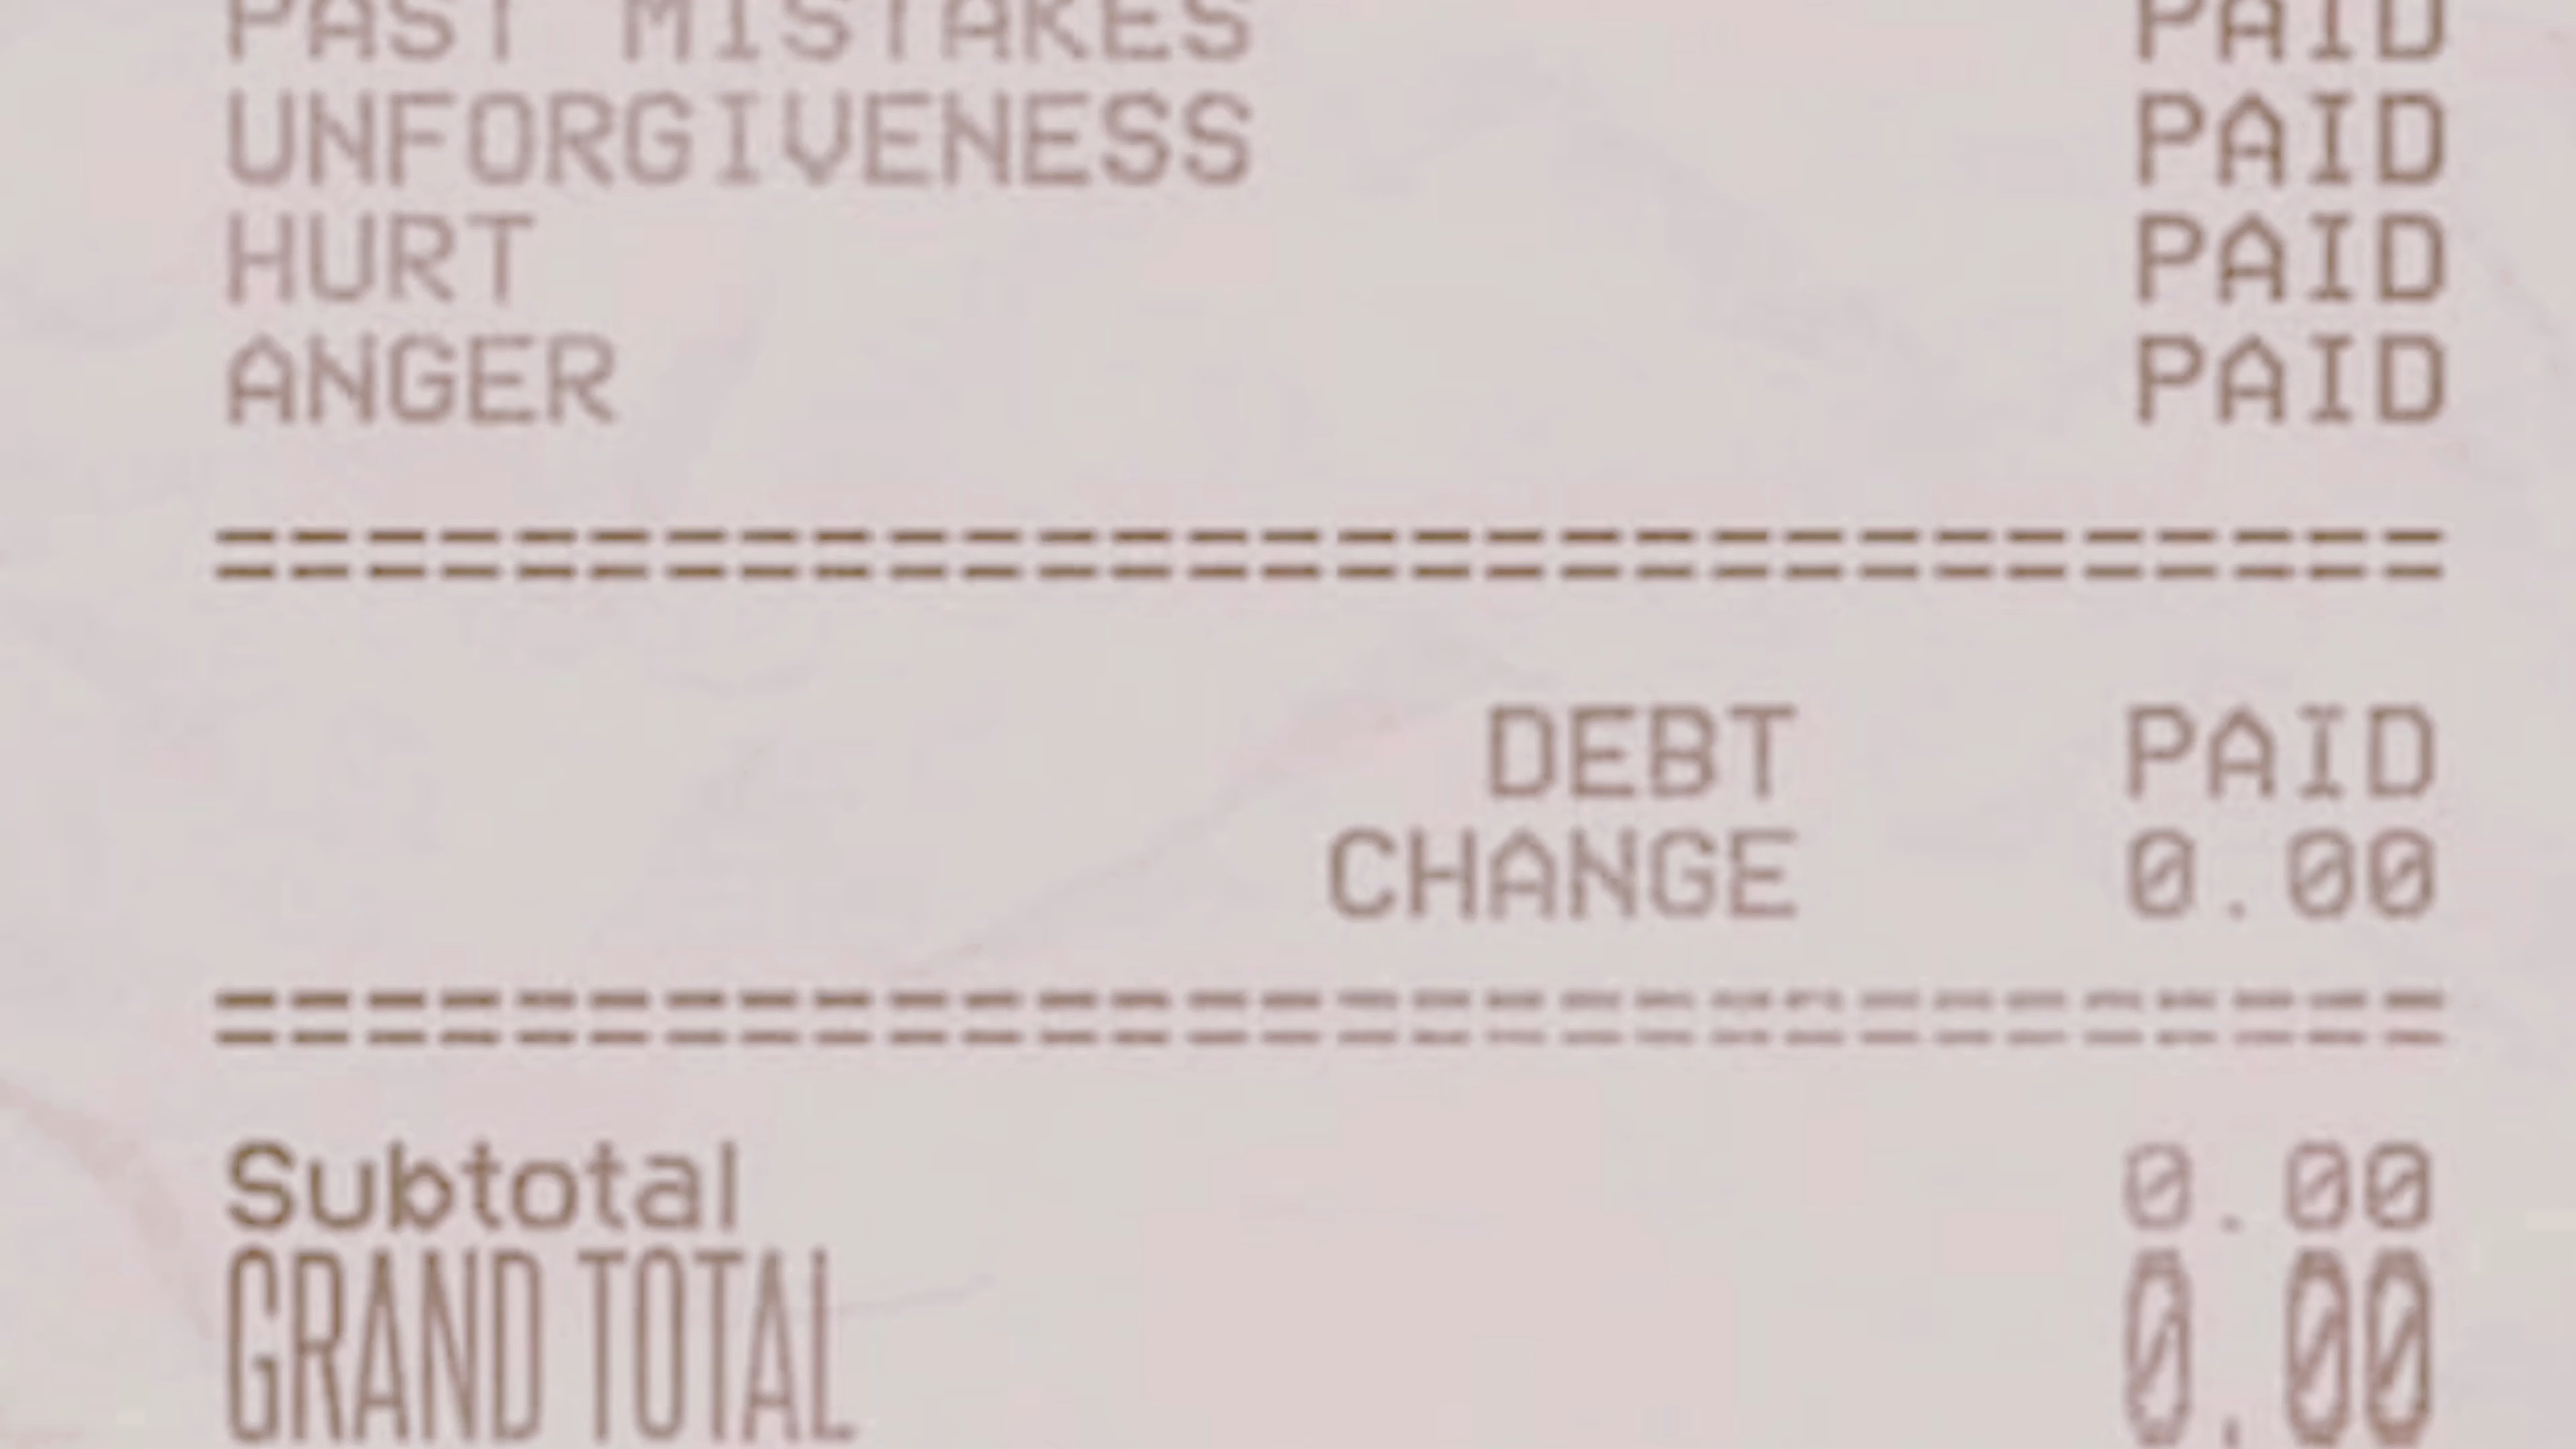 PAST MISTAKES PAID
UNFORGIVENESS PAID
HURT PAID
ANGER PAID
==============================
DEBT PAID
CHANGE 0.00
==============================
Subtotal 0.00
GRAND TOTAL 0.00